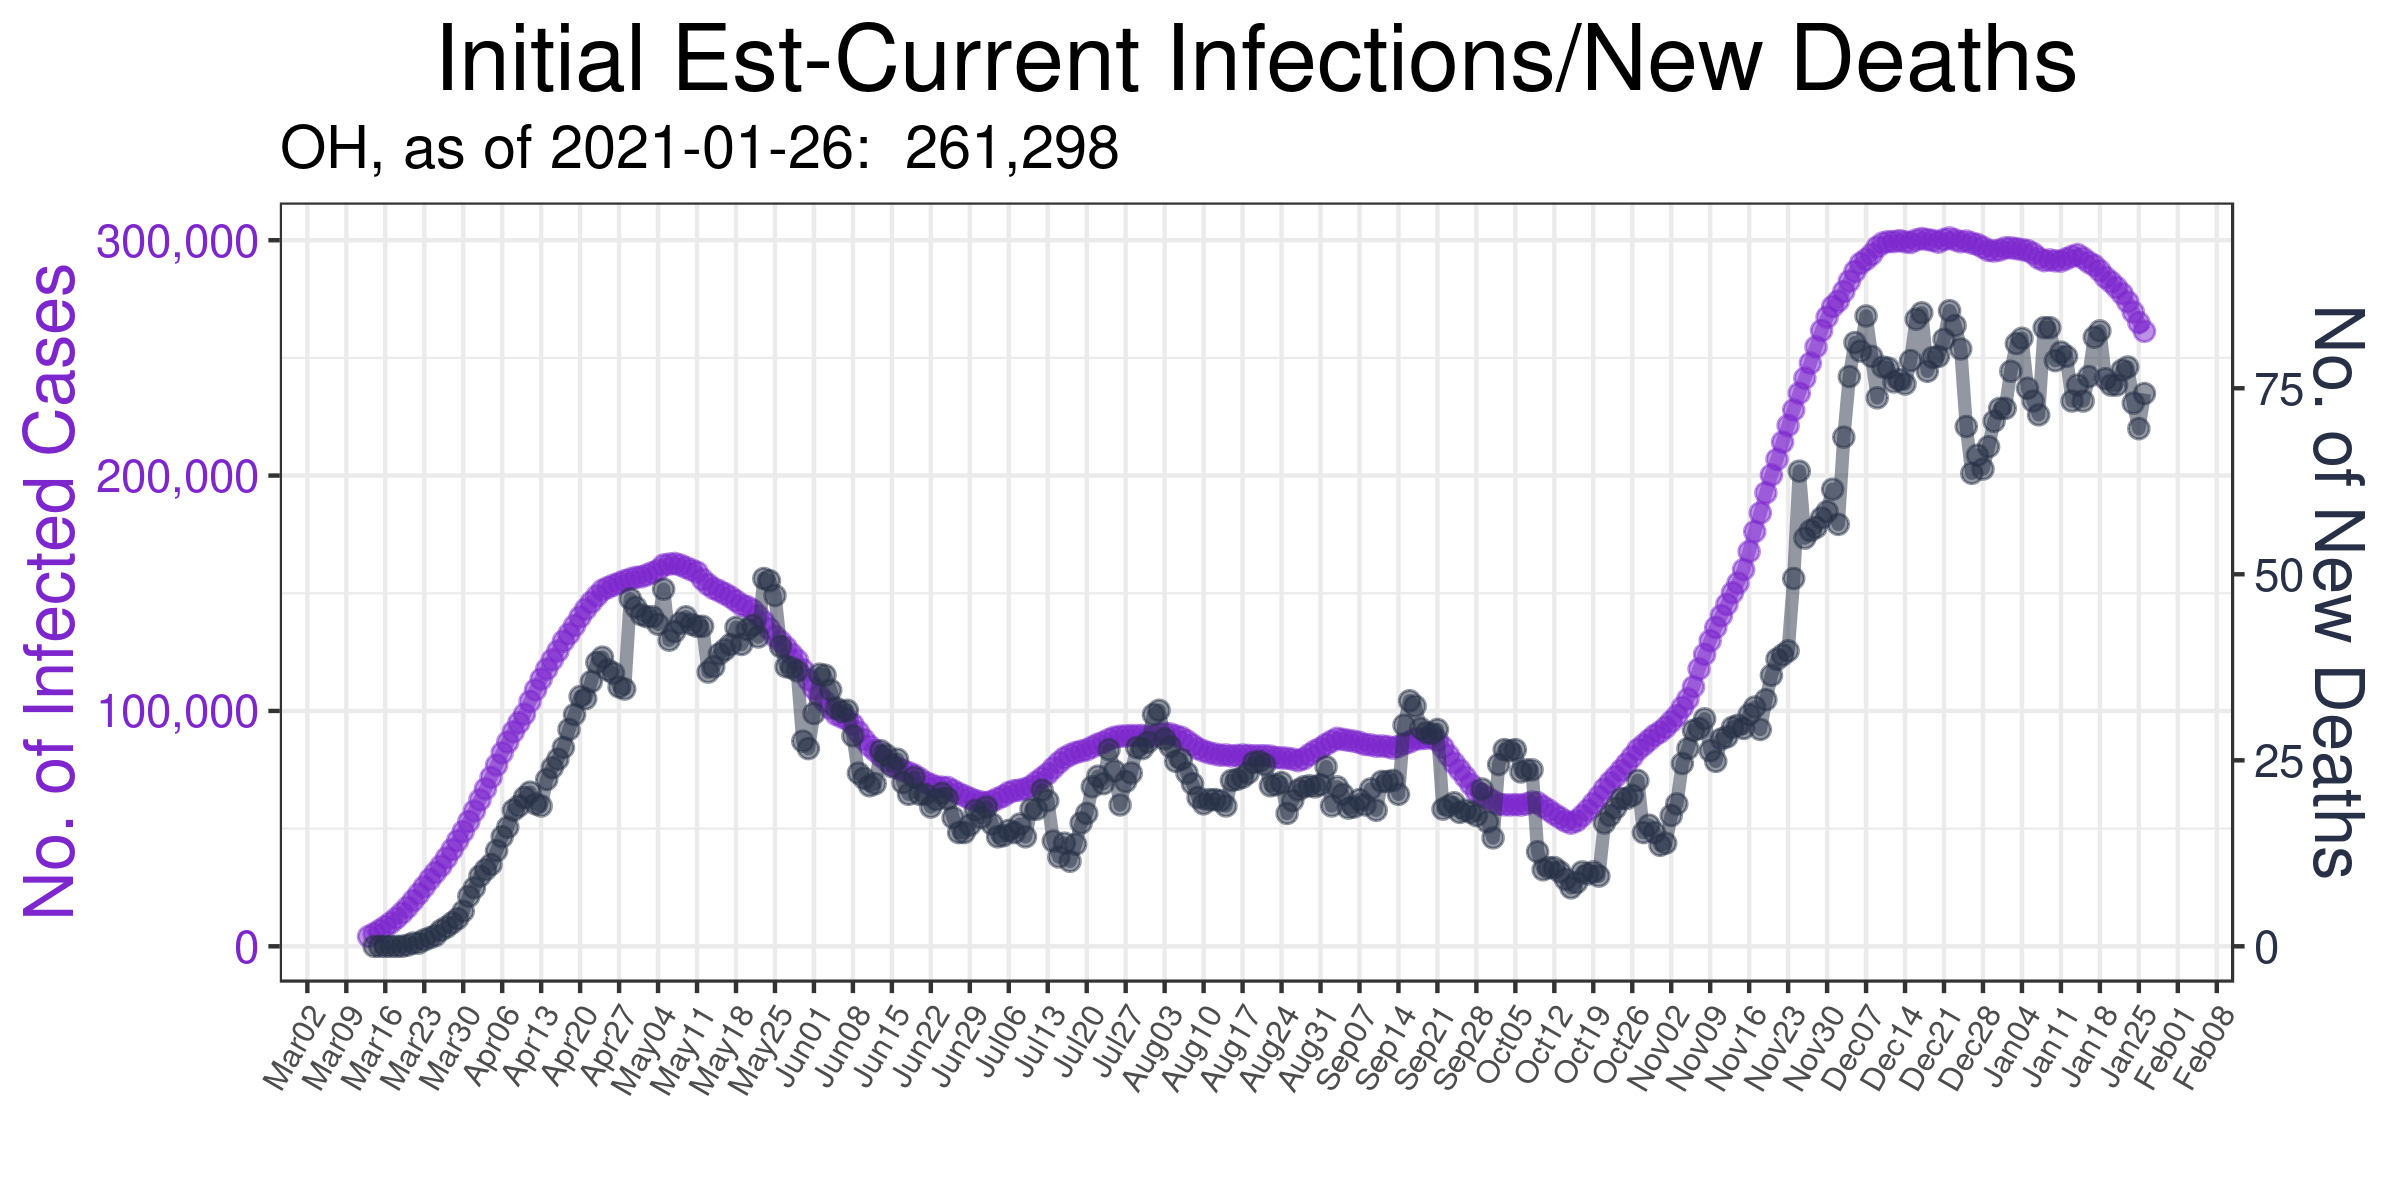 Initial Est-Current Infections/New Deaths
OH, as of 2021-01-26:  261,298
No. of Infected Cases
300,000
200,000
100,000
0
No. of New Deaths
75
50
25
0
Mar02
Mar09
Mar16
Mar23
Mar30
Apr06
Apr13
Apr20
Apr27
May04
May11
May18
May25
Jun01
Jun08
Jun15
Jun22
Jun29
Jul06
Jul13
Jul20
Jul27
Aug03
Aug10
Aug17
Aug24
Aug31
Sep07
Sep14
Sep21
Sep28
Oct05
Oct12
Oct19
Oct26
Nov02
Nov09
Nov16
Nov23
Nov30
Dec07
Dec14
Dec21
Dec28
Dec04
Jan11
Jan18
Jan25
Feb01
Feb08